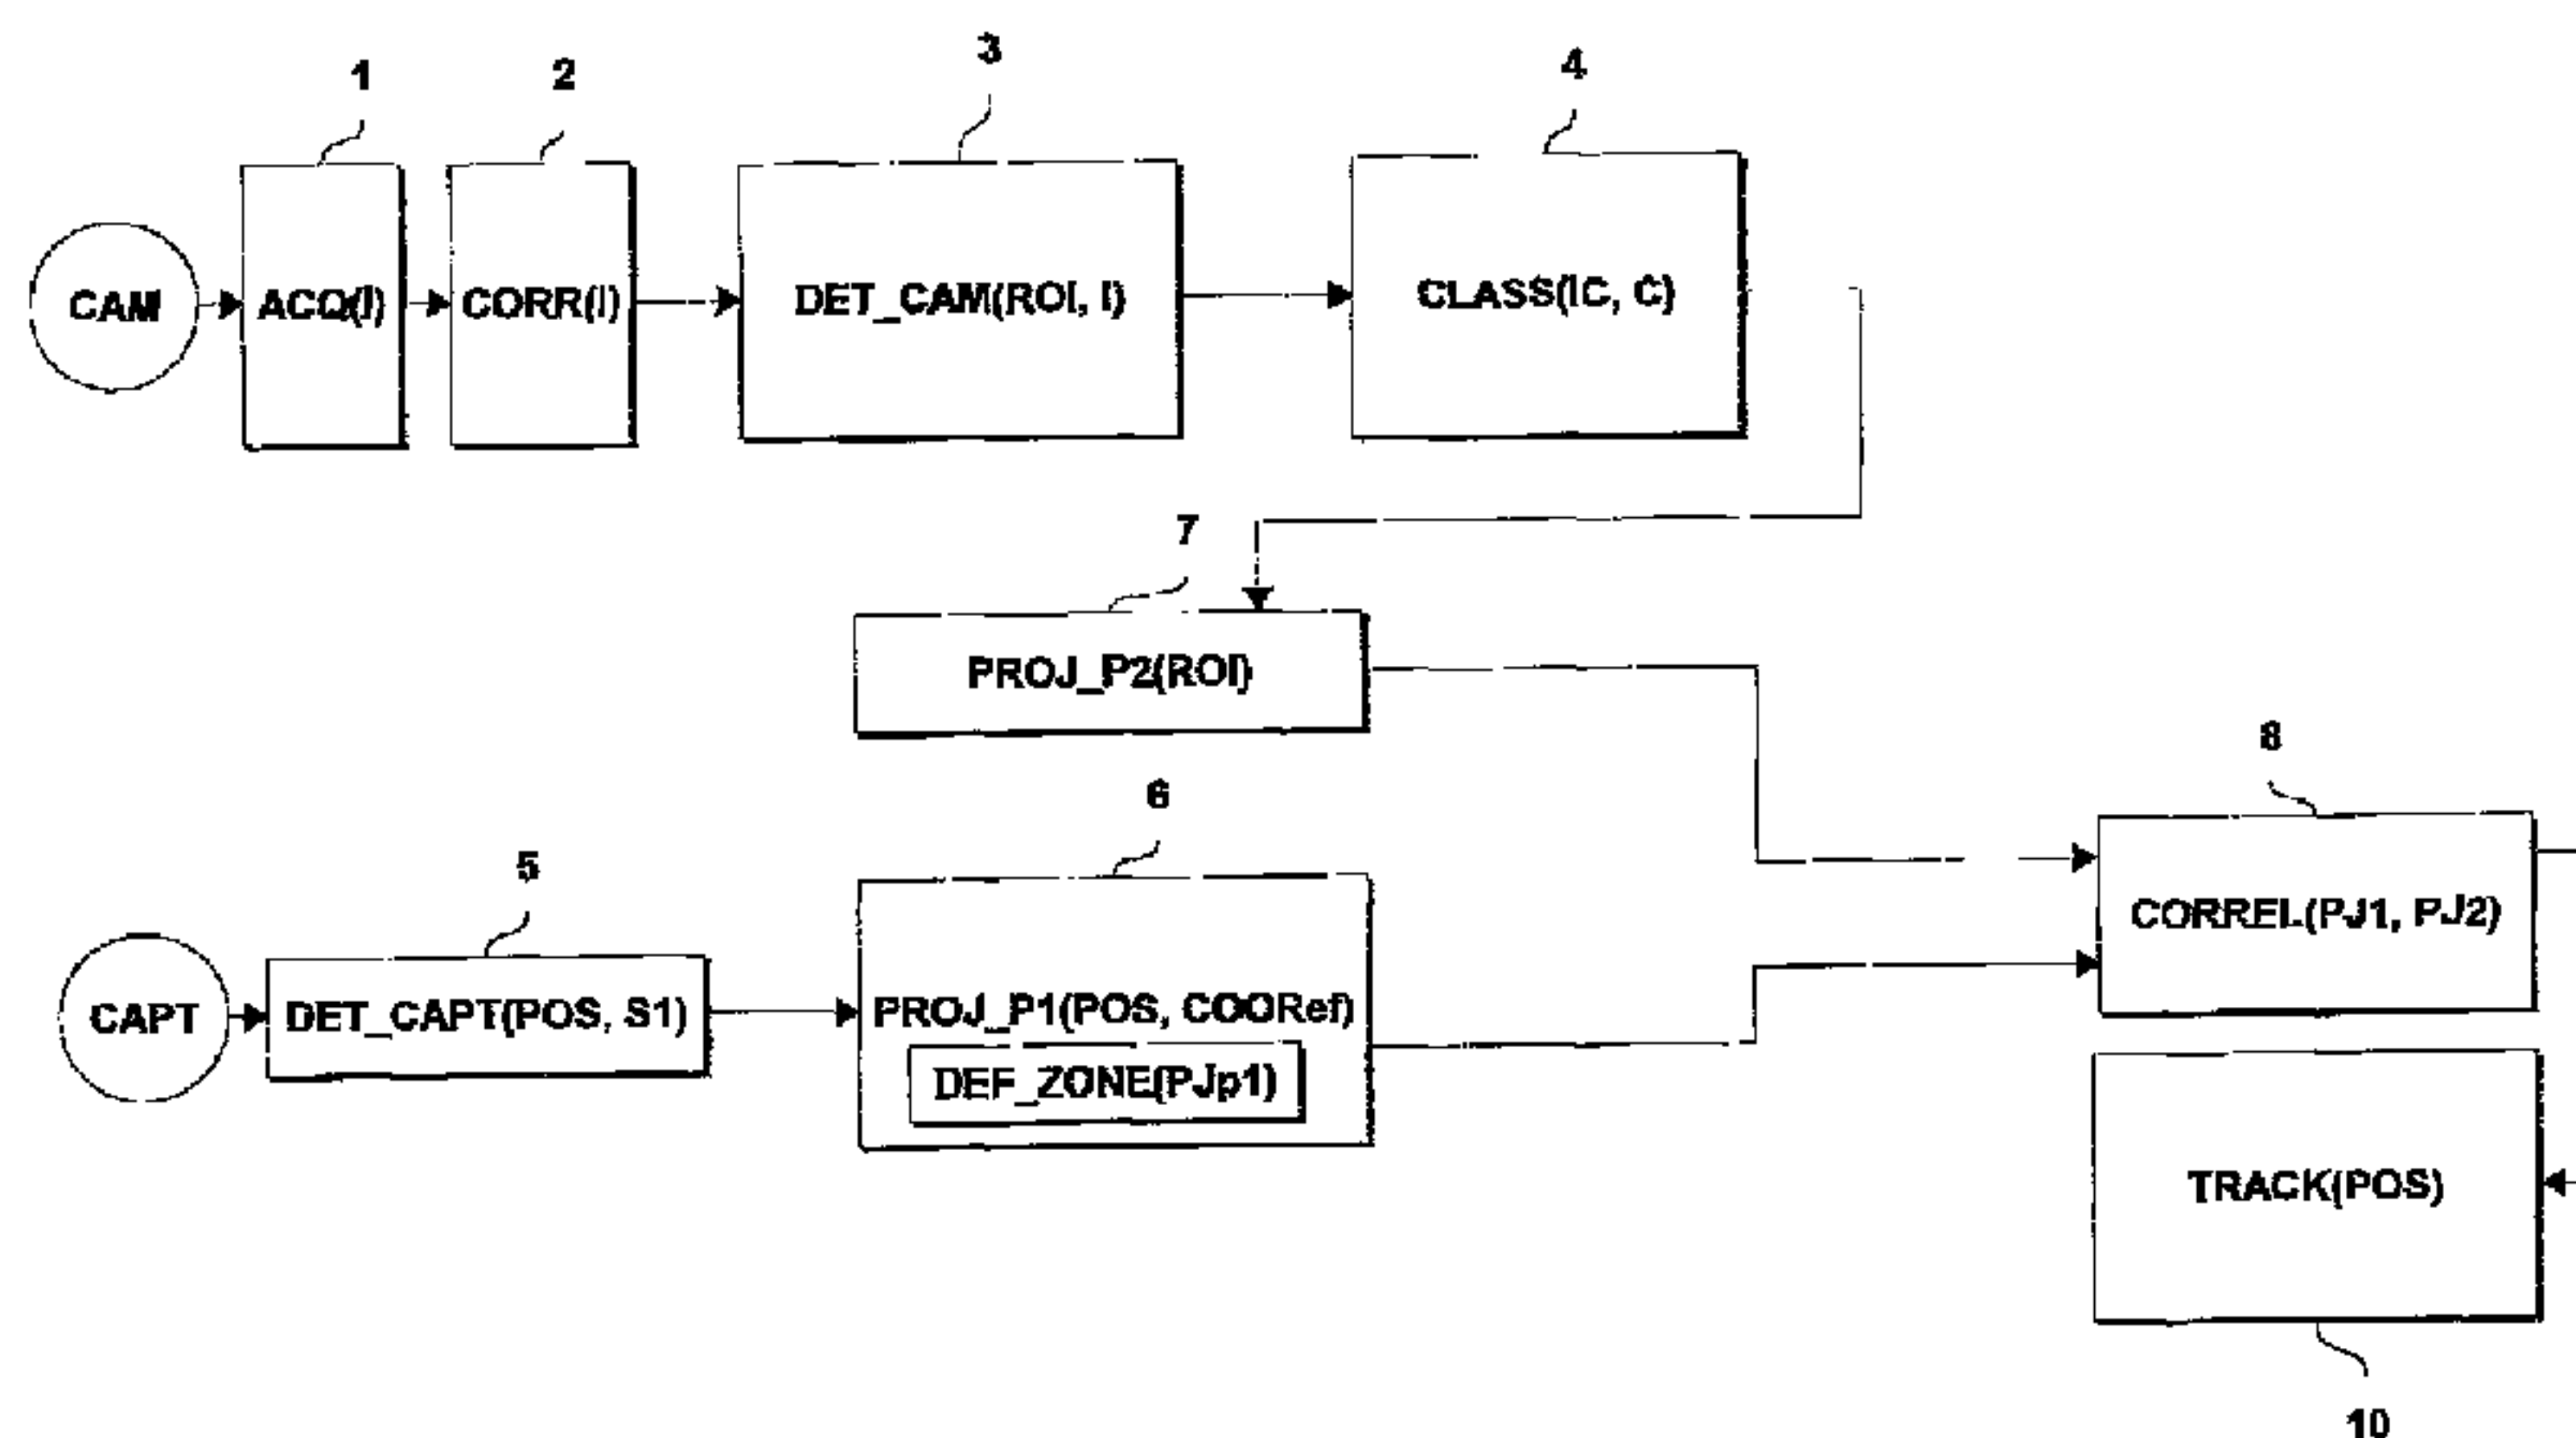 1
2
3
4
CAM
ACQ(I)
CORR(I)
DET_CAM(ROI, I)
CLASS(IC, C)
7
PROJ_P2(ROI)
8
6
5
CORREL(PJ1, PJ2)
CAPT
DET_CAPT(POS, S1)
PROJ_P1(POS, COORef)
DEF_ZONE(PJp1)
TRACK(POS)
10